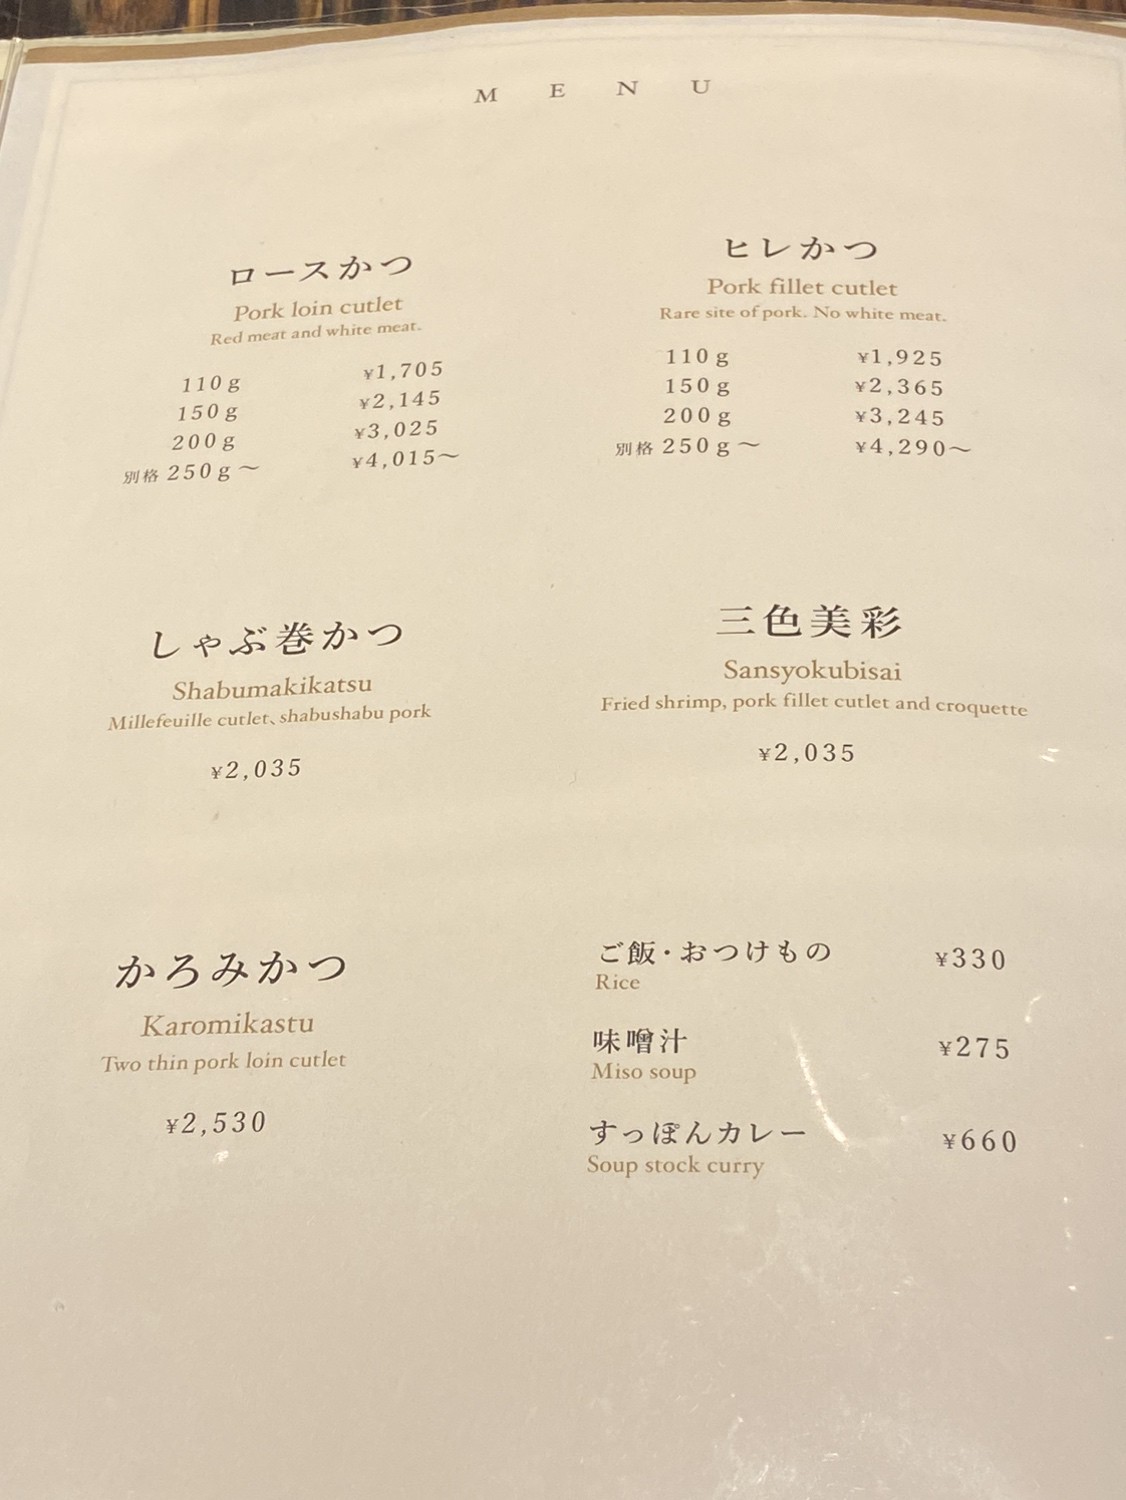 MENU
ロースかつ
Pork loin cutlet
Red meat and white meat.
110g ¥1,705
150g ¥2,145
200g ¥3,025
別格 250g～ ¥4,015～
ヒレかつ
Pork fillet cutlet
Rare site of pork. No white meat.
110g ¥1,925
150g ¥2,365
200g ¥3,245
別格 250g～ ¥4,290～
しゃぶ巻かつ
Shabumakikatsu
Millefeuille cutlet、shabushabu pork
¥2,035
三色美彩
Sansyokubisai
Fried shrimp, pork fillet cutlet and croquette
¥2,035
かろみかつ
Karomikastu
Two thin pork loin cutlet
¥2,530
ご飯・おつけもの ¥330
Rice
味噌汁 ¥275
Miso soup
すっぽんカレー ¥660
Soup stock curry